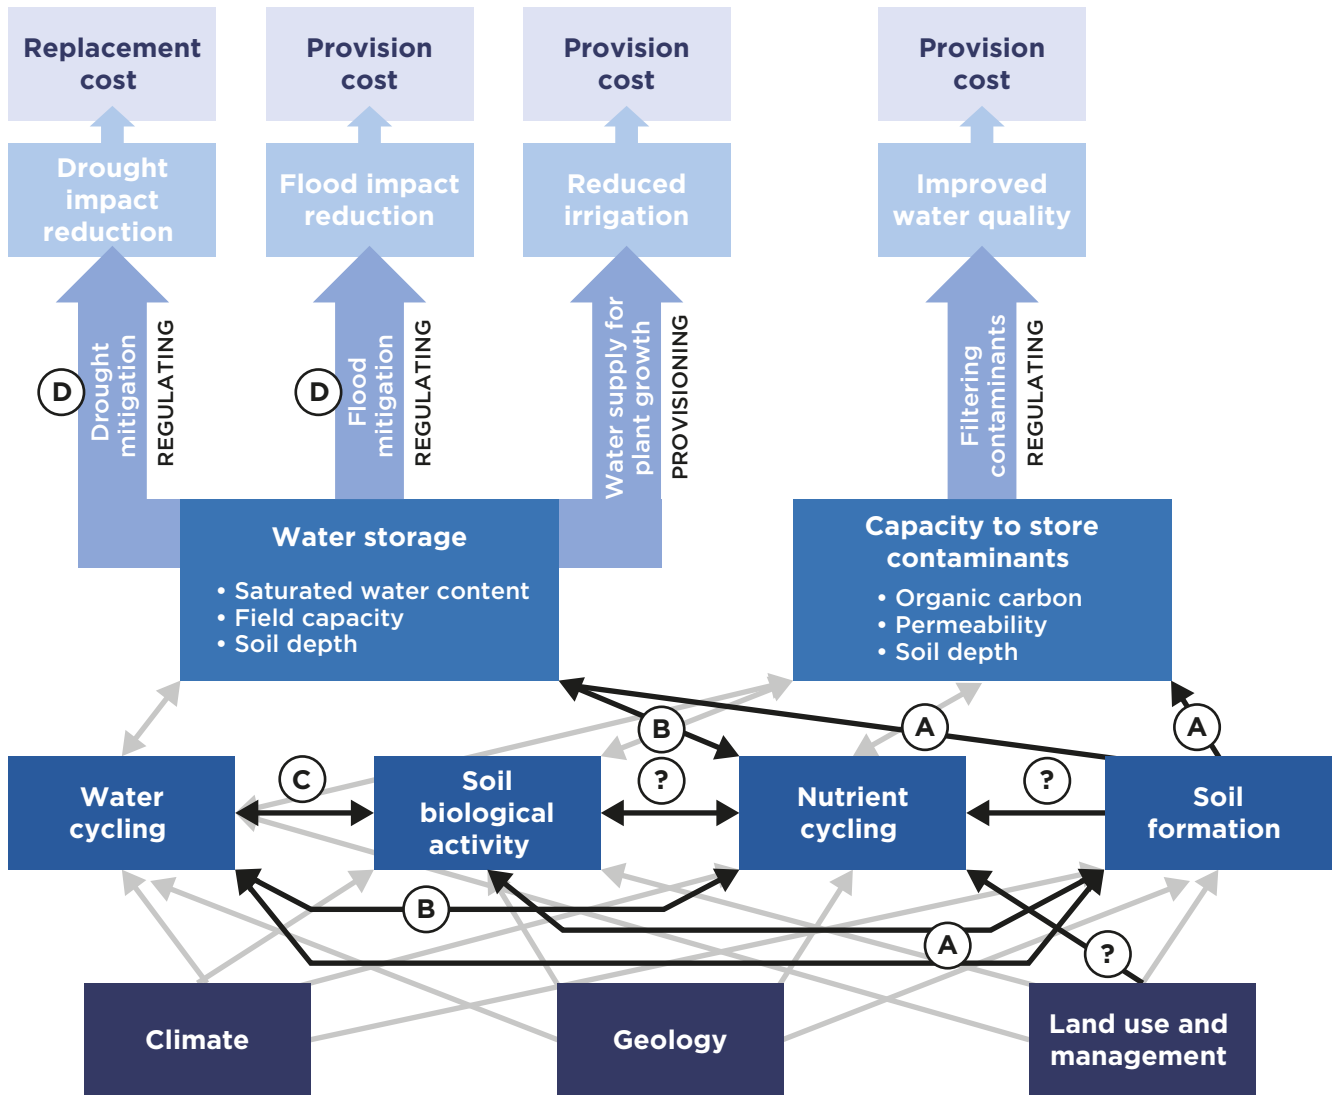 Replacement
cost
Provision
cost
Provision
cost
Provision
cost
Drought
impact
reduction
Flood impact
reduction
Reduced
irrigation
Improved
water quality
D
Drought
mitigation
REGULATING
D
Flood
mitigation
REGULATING
Water supply for
plant growth
PROVISIONING
Filtering
contaminants
REGULATING
Water storage
• Saturated water content
• Field capacity
• Soil depth
Capacity to store
contaminants
• Organic carbon
• Permeability
• Soil depth
B
A
A
C
?
?
Water
cycling
Soil
biological
activity
Nutrient
cycling
Soil
formation
B
A
?
Climate
Geology
Land use and
management